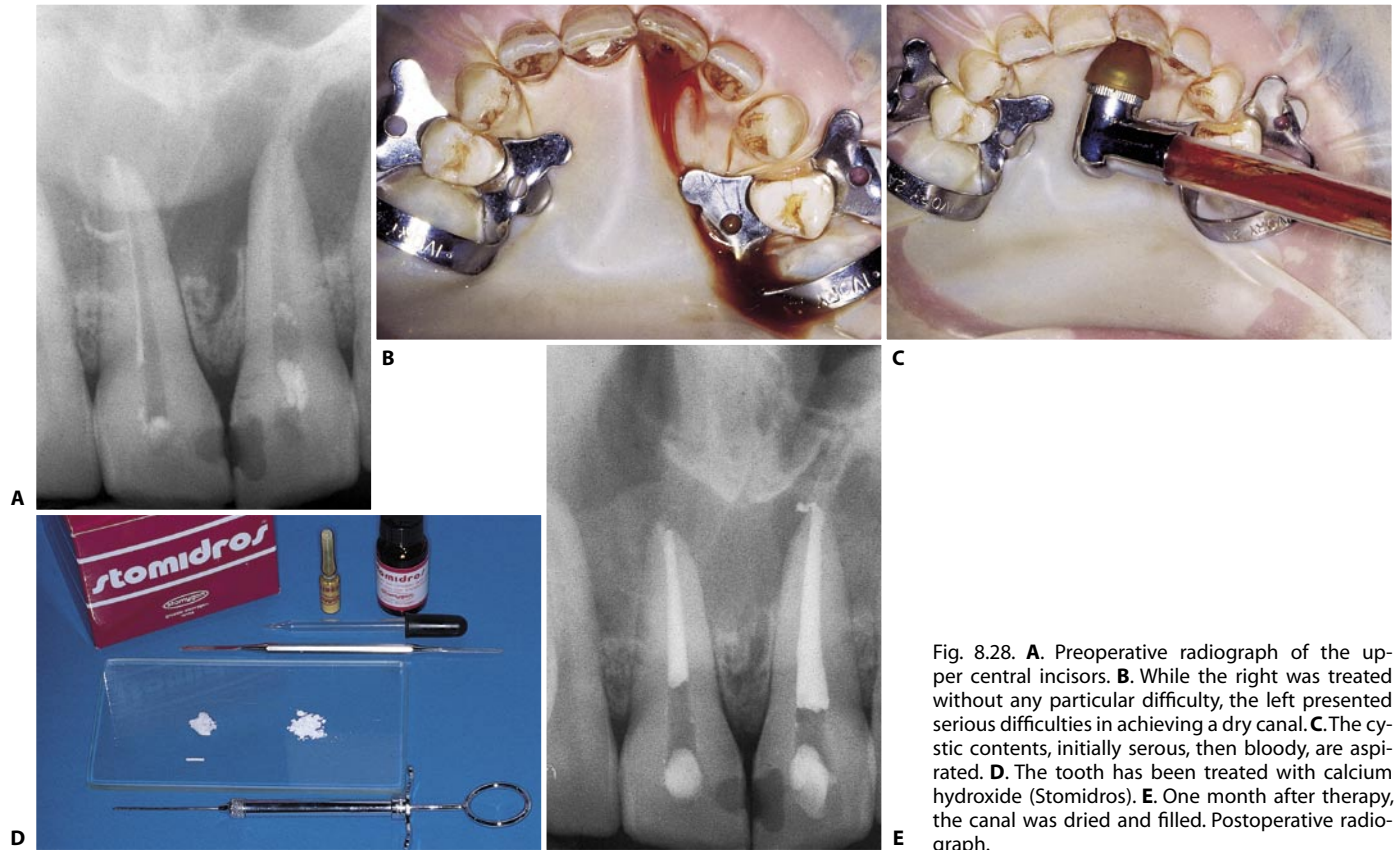 A
B
C
stomidros
D
E
Fig. 8.28. A. Preoperative radiograph of the up-
per central incisors. B. While the right was treated
without any particular difficulty, the left presented
serious difficulties in achieving a dry canal. C. The cy-
stic contents, initially serous, then bloody, are aspi-
rated. D. The tooth has been treated with calcium
hydroxide (Stomidros). E. One month after therapy,
the canal was dried and filled. Postoperative radio-
graph.